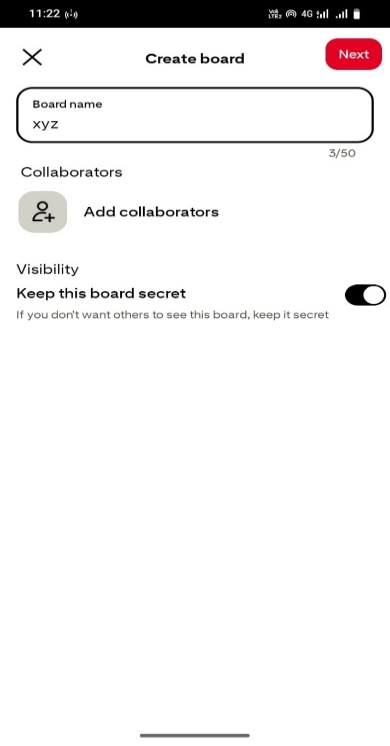 11:22
4G
Create board
Next
Board name
xyz
3/50
Collaborators
Add collaborators
Visibility
Keep this board secret
If you don't want others to see this board, keep it secret